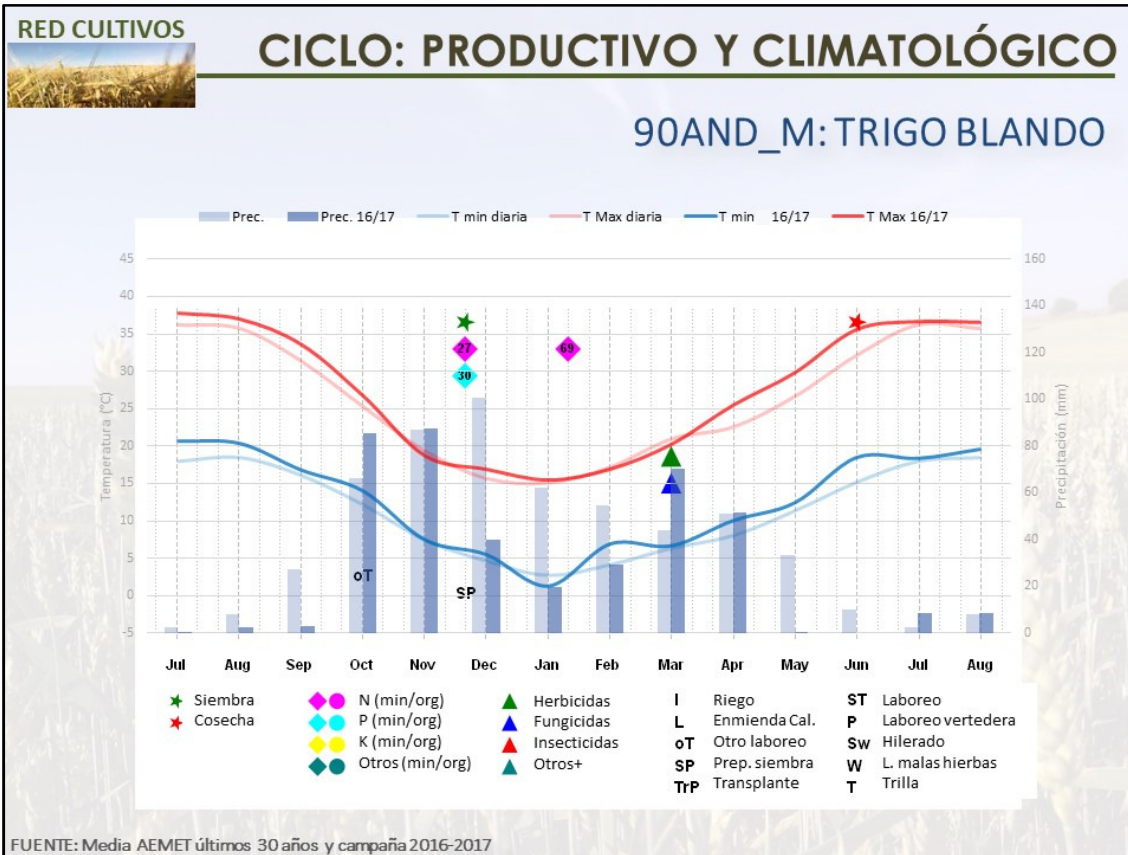 RED CULTIVOS
CICLO: PRODUCTIVO Y CLIMATOLÓGICO
90AND_M: TRIGO BLANDO
Prec. Prec. 16/17 T min diaria T Max diaria T min 16/17 T Max 16/17
45 160
40 140
35
27 69 120
30
30 100
25
20 80
15 60
10
40
5
oT
0 SP 20
-5 0
Temperatura (°C)
Precipitación (mm)
Jul Aug Sep Oct Nov Dec Jan Feb Mar Apr May Jun Jul Aug
Siembra N (min/org) Herbicidas I Riego ST Laboreo
Cosecha P (min/org) Fungicidas L Enmienda Cal. P Laboreo vertedera
K (min/org) Insecticidas oT Otro laboreo Sw Hilerado
Otros (min/org) Otros+ SP Prep. siembra W L. malas hierbas
TrP Transplante T Trilla
FUENTE: Media AEMET últimos 30 años y campaña 2016-2017